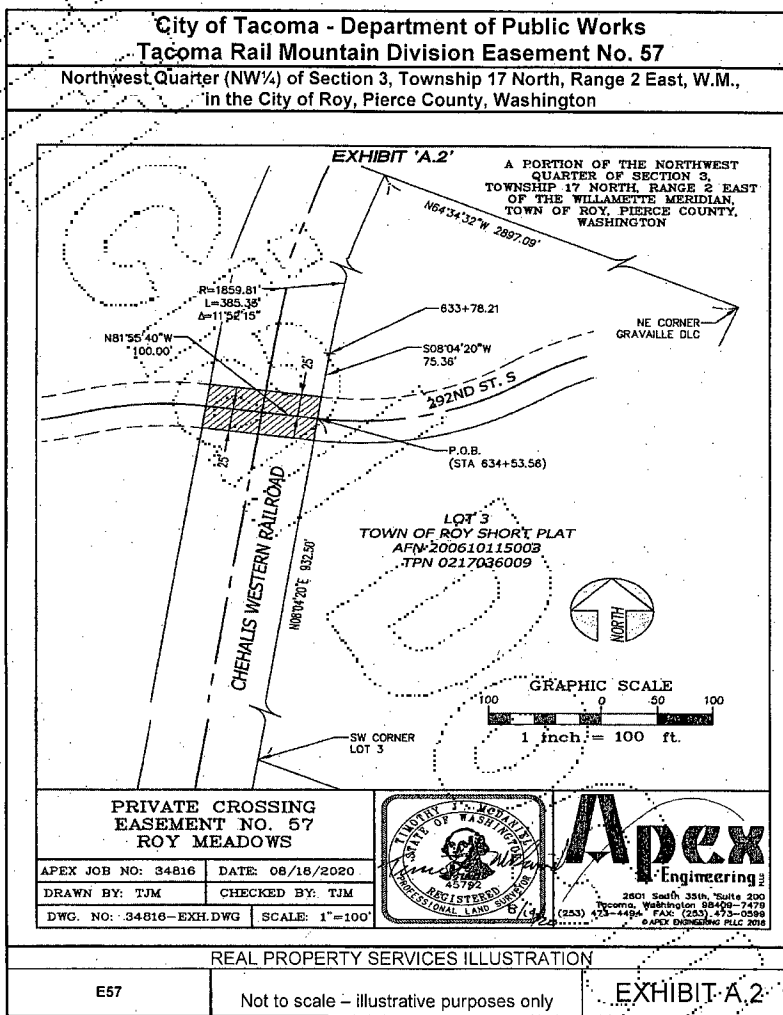 City of Tacoma - Department of Public Works
Tacoma Rail Mountain Division Easement No. 57
Northwest Quarter (NW¼) of Section 3, Township 17 North, Range 2 East, W.M.,
in the City of Roy, Pierce County, Washington
EXHIBIT 'A.2'
A PORTION OF THE NORTHWEST
QUARTER OF SECTION 3,
TOWNSHIP 17 NORTH, RANGE 2 EAST
OF THE WILLAMETTE MERIDIAN,
TOWN OF ROY, PIERCE COUNTY,
WASHINGTON
N64°34'32"W 2897.09'
R=1859.81'
L=385.33'
Δ=11°52'15"
633+78.21
NE CORNER
GRAVAILLE DLC
N81°55'40"W
100.00'
S08°04'20"W
75.36'
25'
292ND ST. S
25'
P.O.B.
(STA 634+53.56)
CHEHALIS WESTERN RAILROAD
N08°04'20"E 932.50'
LOT 3
TOWN OF ROY SHORT PLAT
AFN 200610115003
TPN 0217036009
NORTH
GRAPHIC SCALE
100 0 50 100
1 inch = 100 ft.
SW CORNER
LOT 3
PRIVATE CROSSING
EASEMENT NO. 57
ROY MEADOWS
APEX JOB NO: 34816 DATE: 08/18/2020
DRAWN BY: TJM CHECKED BY: TJM
DWG. NO: 34816-EXH.DWG SCALE: 1"=100'
TIMOTHY J. MCDANIEL
STATE OF WASHINGTON
45792
REGISTERED
PROFESSIONAL LAND SURVEYOR
Apex
Engineering PLLC
2601 South 35th, Suite 200
Tacoma, Washington 98409-7479
(253) 473-4494 FAX: (253) 473-0599
© APEX ENGINEERING PLLC 2018
REAL PROPERTY SERVICES ILLUSTRATION
E57
Not to scale – illustrative purposes only
EXHIBIT A.2